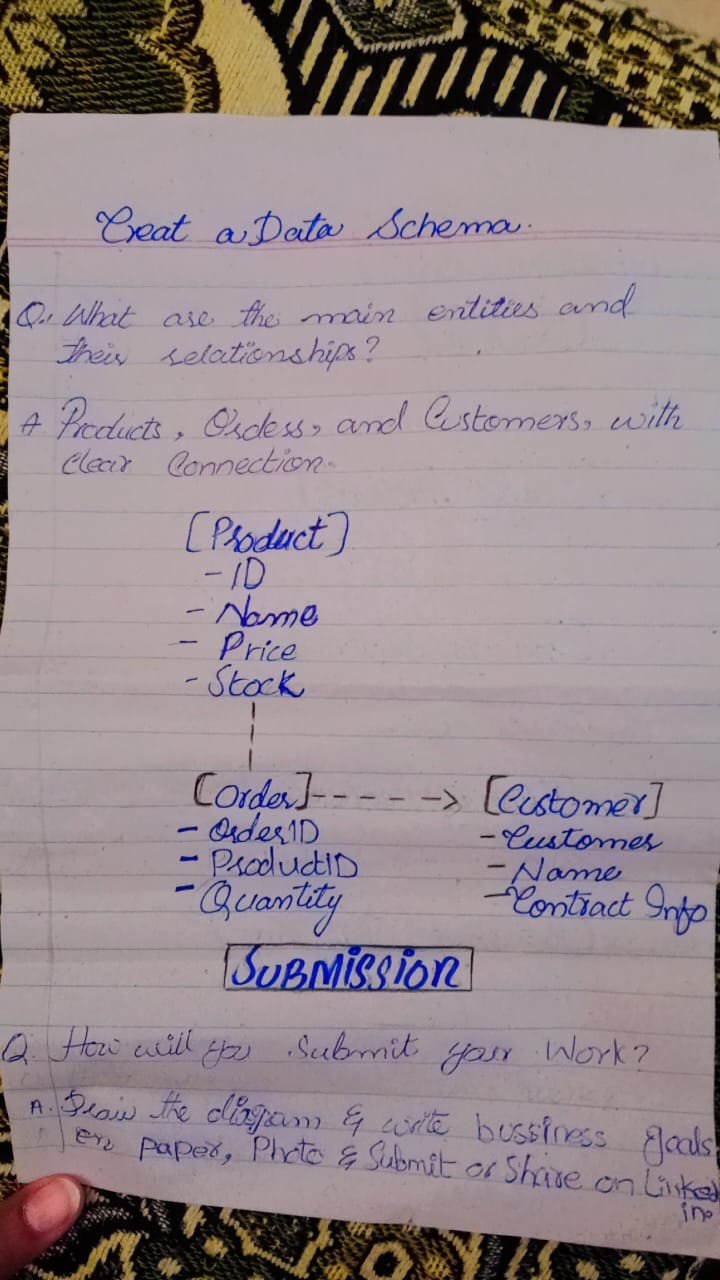 Creat a Data Schema.
Q. What are the main entities and
their relationships?
A Products, Orders, and Customers, with
clear Connection.
[Product]
- ID
- Name
- Price
- Stock
[Order]----->[Customer]
- OrderID - Customer
- ProductID - Name
- Quantity - Contract Info
SUBMISSION
Q. How will you Submit your Work?
A. Draw the diagram & write bussiness goals
on paper, Photo & Submit or Share on Linked
in.